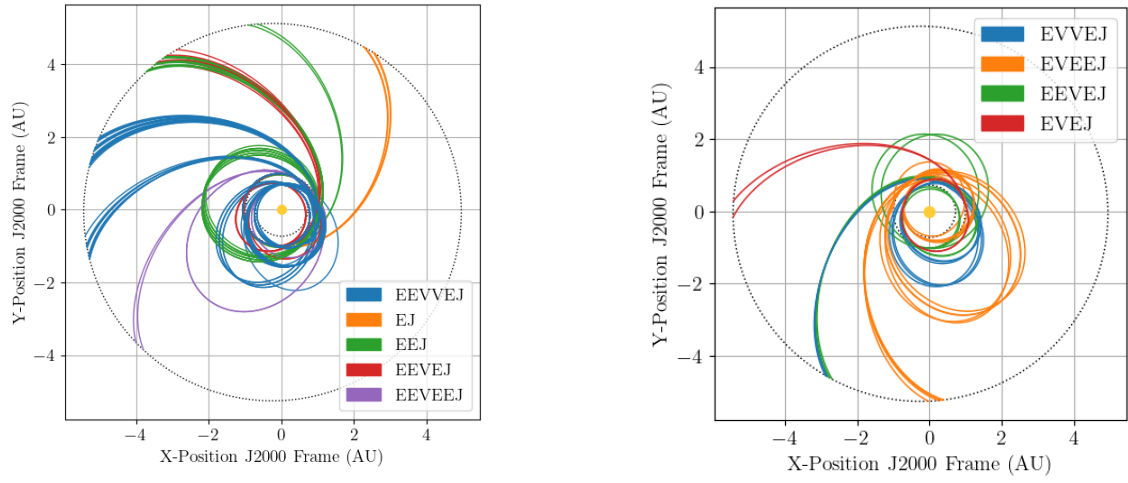 4
2
0
−2
−4
Y-Position J2000 Frame (AU)
−4 −2 0 2 4
X-Position J2000 Frame (AU)
EEVVEJ
EJ
EEJ
EEVEJ
EEVEEJ
4
2
0
−2
−4
Y-Position J2000 Frame (AU)
−4 −2 0 2 4
X-Position J2000 Frame (AU)
EVVEJ
EVEEJ
EEVEJ
EVEJ